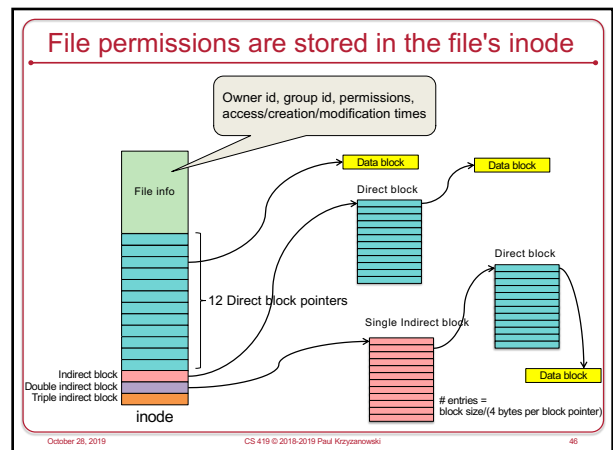 File permissions are stored in the file's inode
Owner id, group id, permissions,
access/creation/modification times
File info
Data block
Data block
Direct block
Direct block
12 Direct block pointers
Single Indirect block
Indirect block
Double indirect block
Triple indirect block
Data block
inode
# entries =
block size/(4 bytes per block pointer)
October 28, 2019
CS 419 © 2018-2019 Paul Krzyzanowski
46